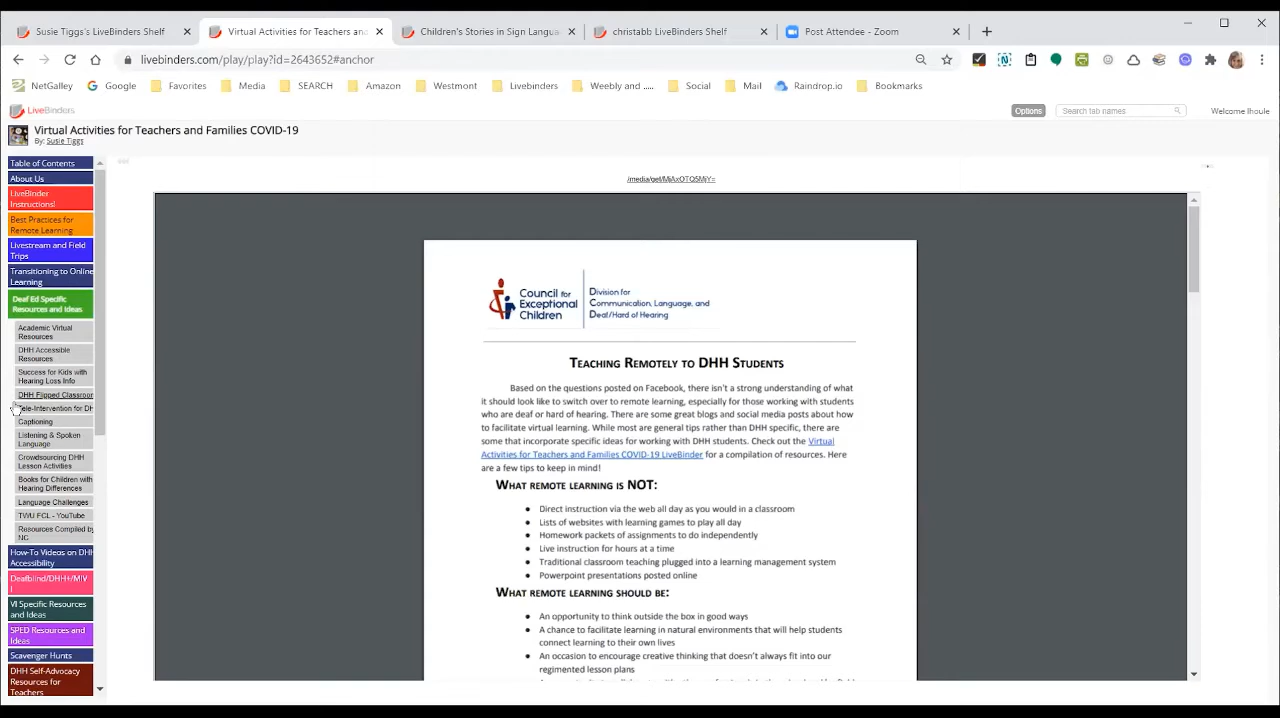 Susie Tiggs | LiveBinders Shelf
Virtual Activities for Teachers and
Children's Stories in Sign Langua
christabb LiveBinders Shelf
Post Attendee - Zoom
livebinders.com/play/play?id=2643652#anchor
NetGalley
Google
Favorites
Media
SEARCH
Amazon
Westmont
Livebinders
Weebly and .....
Social
Mail
Raindrop.io
Bookmarks
LiveBinders
Options
Search tab names
Welcome lhoule
Virtual Activities for Teachers and Families COVID-19
By: Susie Tiggs
Table of Contents
About Us
LiveBinder
Instructions!
Best Practices for
Remote Learning
Livestream and Field
Trips
Transitioning to Online
Learning
Deaf Ed Specific
Resources and Ideas
Academic Virtual
Resources
DHH Accessible
Resources
Success for Kids with
Hearing Loss Info
DHH Flipped Classroom
Tele-Intervention for DH
Captioning
Listening & Spoken
Language
Crowdsourcing DHH
Lesson Activities
Books for Children with
Hearing Differences
Language Challenges
TWU FCL - YouTube
Resources Compiled by
NC
How-To Videos on DHH
Accessibility
Deafblind/DHH+/MIV
I
VI Specific Resources
and Ideas
SPED Resources and
Ideas
Scavenger Hunts
DHH Self-Advocacy
Resources for
Teachers
Council for
Exceptional
Children
Division for
Communication, Language, and
Deaf/Hard of Hearing
TEACHING REMOTELY TO DHH STUDENTS
Based on the questions posted on Facebook, there isn't a strong understanding of what
it should look like to switch over to remote learning, especially for those working with students
who are deaf or hard of hearing. There are some great blogs and social media posts about how
to facilitate virtual learning. While most are general tips rather than DHH specific, there are
some that incorporate specific ideas for working with DHH students. Check out the Virtual
Activities for Teachers and Families COVID-19 LiveBinder for a compilation of resources. Here
are a few tips to keep in mind!
WHAT REMOTE LEARNING IS NOT:
● Direct instruction via the web all day as you would in a classroom
● Lists of websites with learning games to play all day
● Homework packets of assignments to do independently
● Live instruction for hours at a time
● Traditional classroom teaching plugged into a learning management system
● Powerpoint presentations posted online
WHAT REMOTE LEARNING SHOULD BE:
● An opportunity to think outside the box in good ways
● A chance to facilitate learning in natural environments that will help students
connect learning to their own lives
● An occasion to encourage creative thinking that doesn't always fit into our
regimented lesson plans